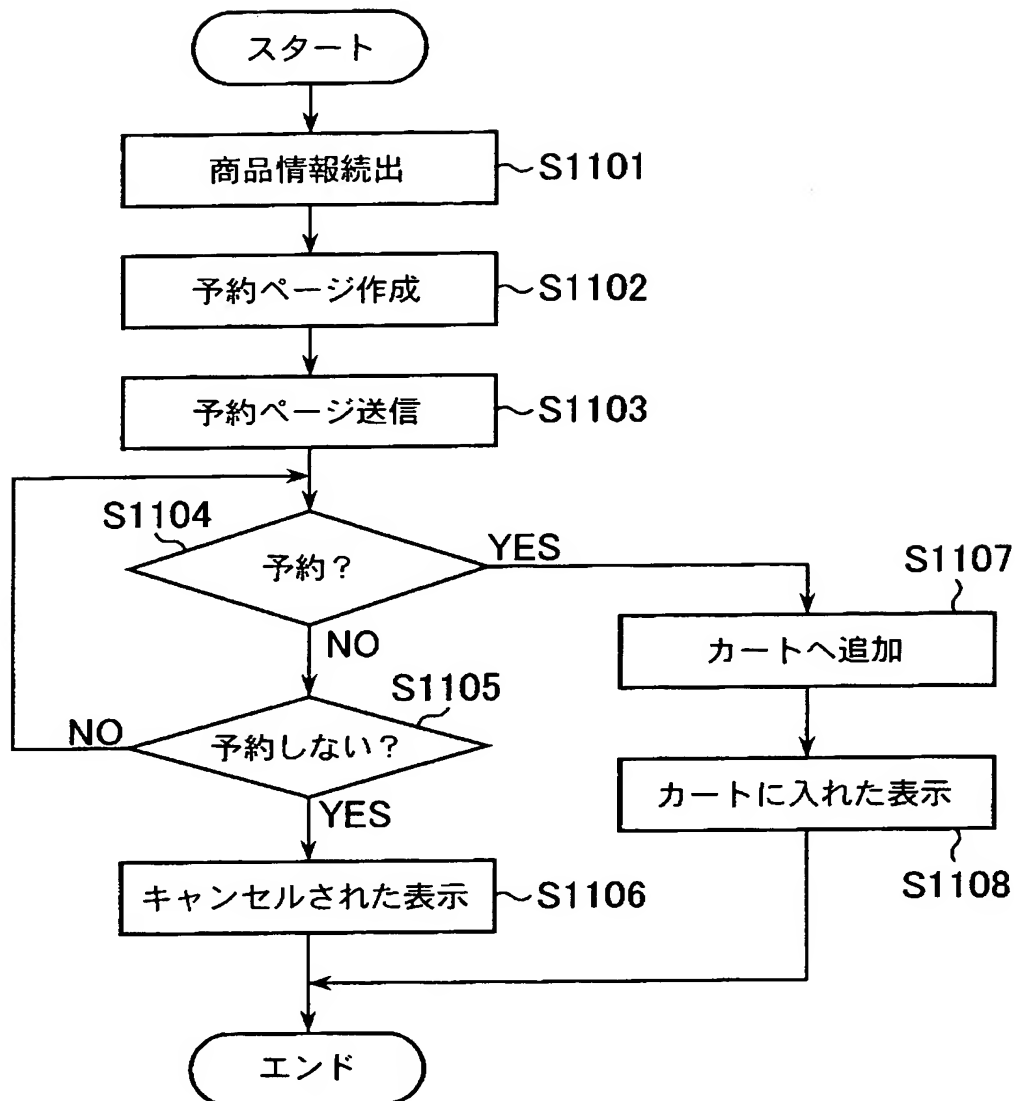 スタート
商品情報続出
S1101
予約ページ作成
S1102
予約ページ送信
S1103
S1104
予約?
YES
NO
S1105
予約しない?
NO
YES
キャンセルされた表示
S1106
S1107
カートへ追加
カートに入れた表示
S1108
エンド